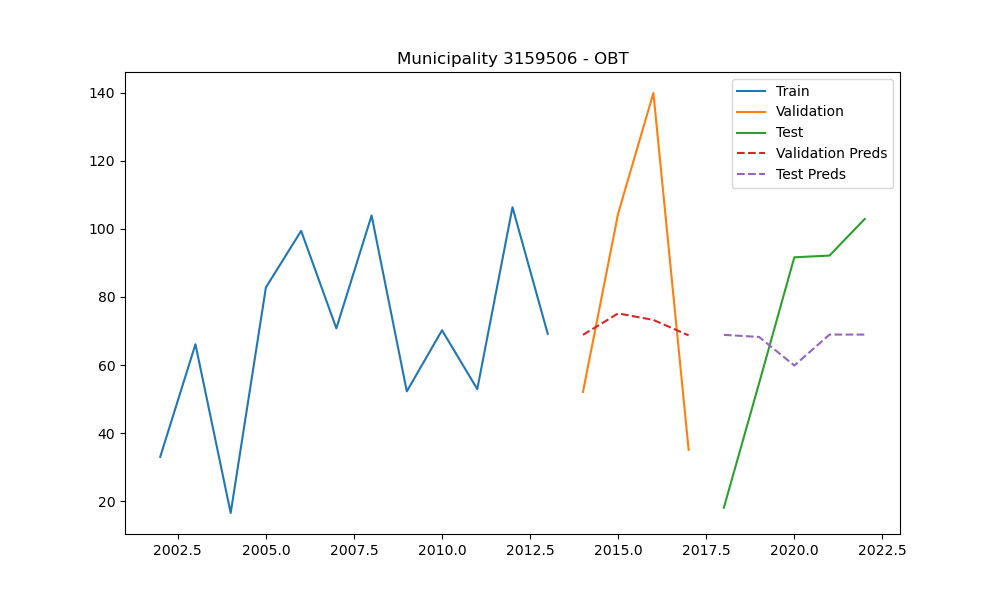 Municipality 3159506 - OBT
Train
Validation
Test
Validation Preds
Test Preds
140
120
100
80
60
40
20
2002.5 2005.0 2007.5 2010.0 2012.5 2015.0 2017.5 2020.0 2022.5